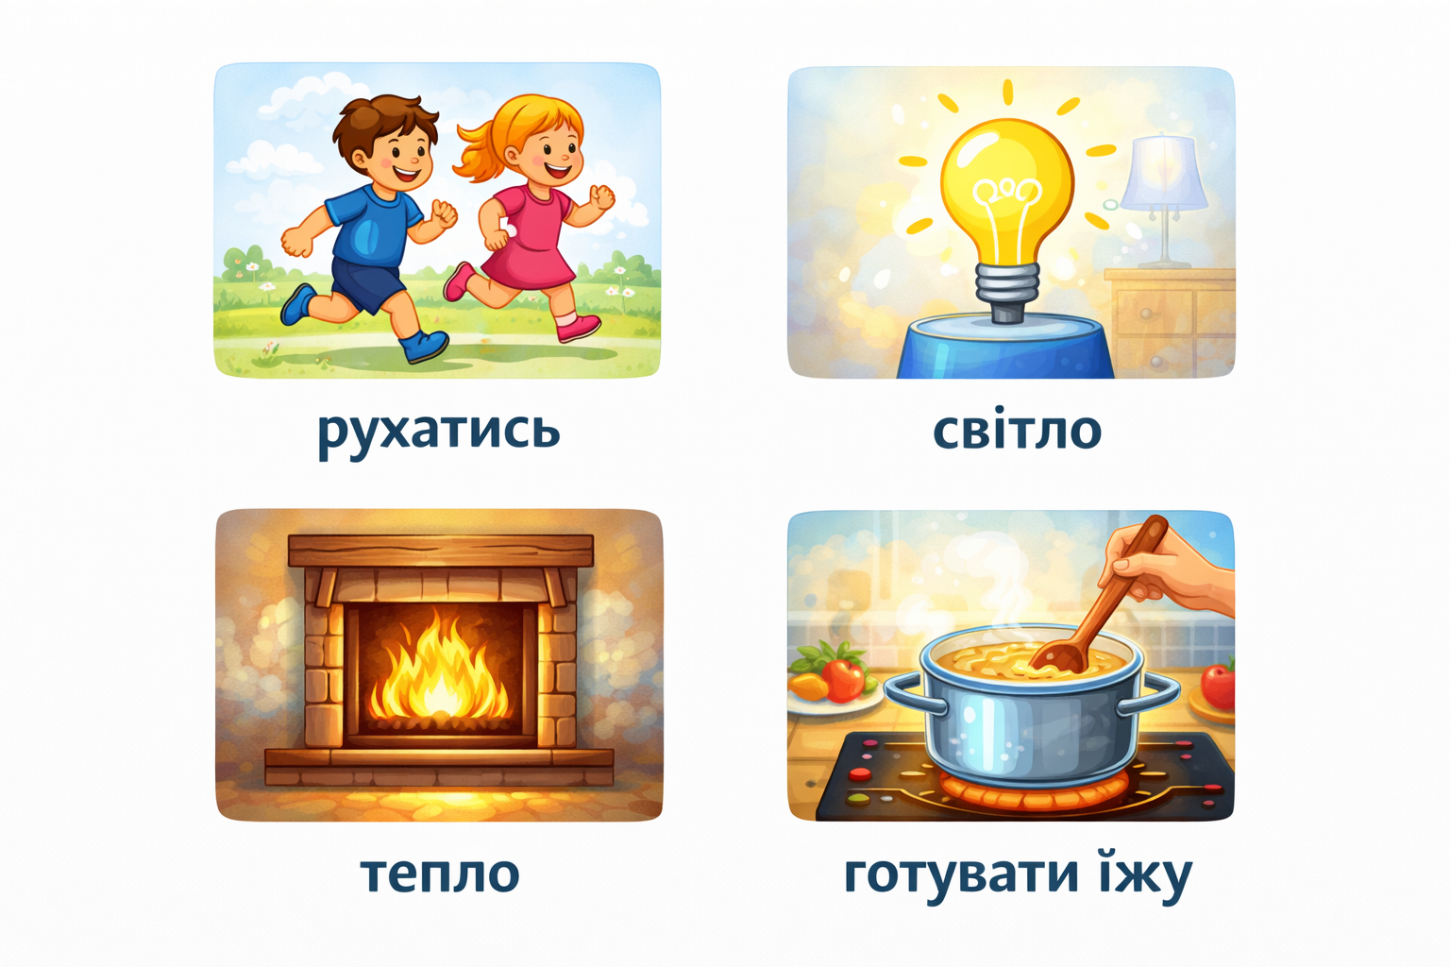 рухатись
світло
тепло
готувати їжу